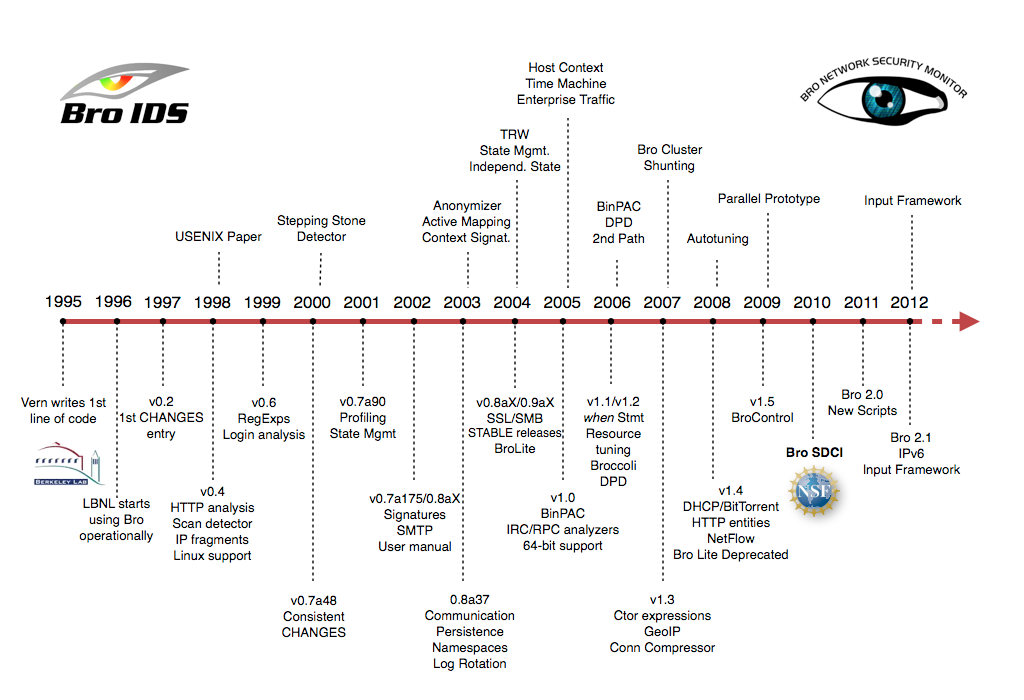 Bro IDS
BRO NETWORK SECURITY MONITOR
Host Context
Time Machine
Enterprise Traffic
TRW
State Mgmt.
Independ. State
Bro Cluster
Shunting
Anonymizer
Active Mapping
Context Signat.
BinPAC
DPD
2nd Path
Parallel Prototype
Input Framework
Stepping Stone
Detector
USENIX Paper
Autotuning
1995 1996 1997 1998 1999 2000 2001 2002 2003 2004 2005 2006 2007 2008 2009 2010 2011 2012
Vern writes 1st
line of code
BERKELEY LAB
LBNL starts
using Bro
operationally
v0.2
1st CHANGES
entry
v0.4
HTTP analysis
Scan detector
IP fragments
Linux support
v0.6
RegExps
Login analysis
v0.7a48
Consistent
CHANGES
v0.7a90
Profiling
State Mgmt
v0.7a175/0.8aX
Signatures
SMTP
User manual
0.8a37
Communication
Persistence
Namespaces
Log Rotation
v0.8aX/0.9aX
SSL/SMB
STABLE releases
BroLite
v1.0
BinPAC
IRC/RPC analyzers
64-bit support
v1.1/v1.2
when Stmt
Resource
tuning
Broccoli
DPD
v1.3
Ctor expressions
GeoIP
Conn Compressor
v1.4
DHCP/BitTorrent
HTTP entities
NetFlow
Bro Lite Deprecated
v1.5
BroControl
Bro SDCI
NSF
Bro 2.0
New Scripts
Bro 2.1
IPv6
Input Framework